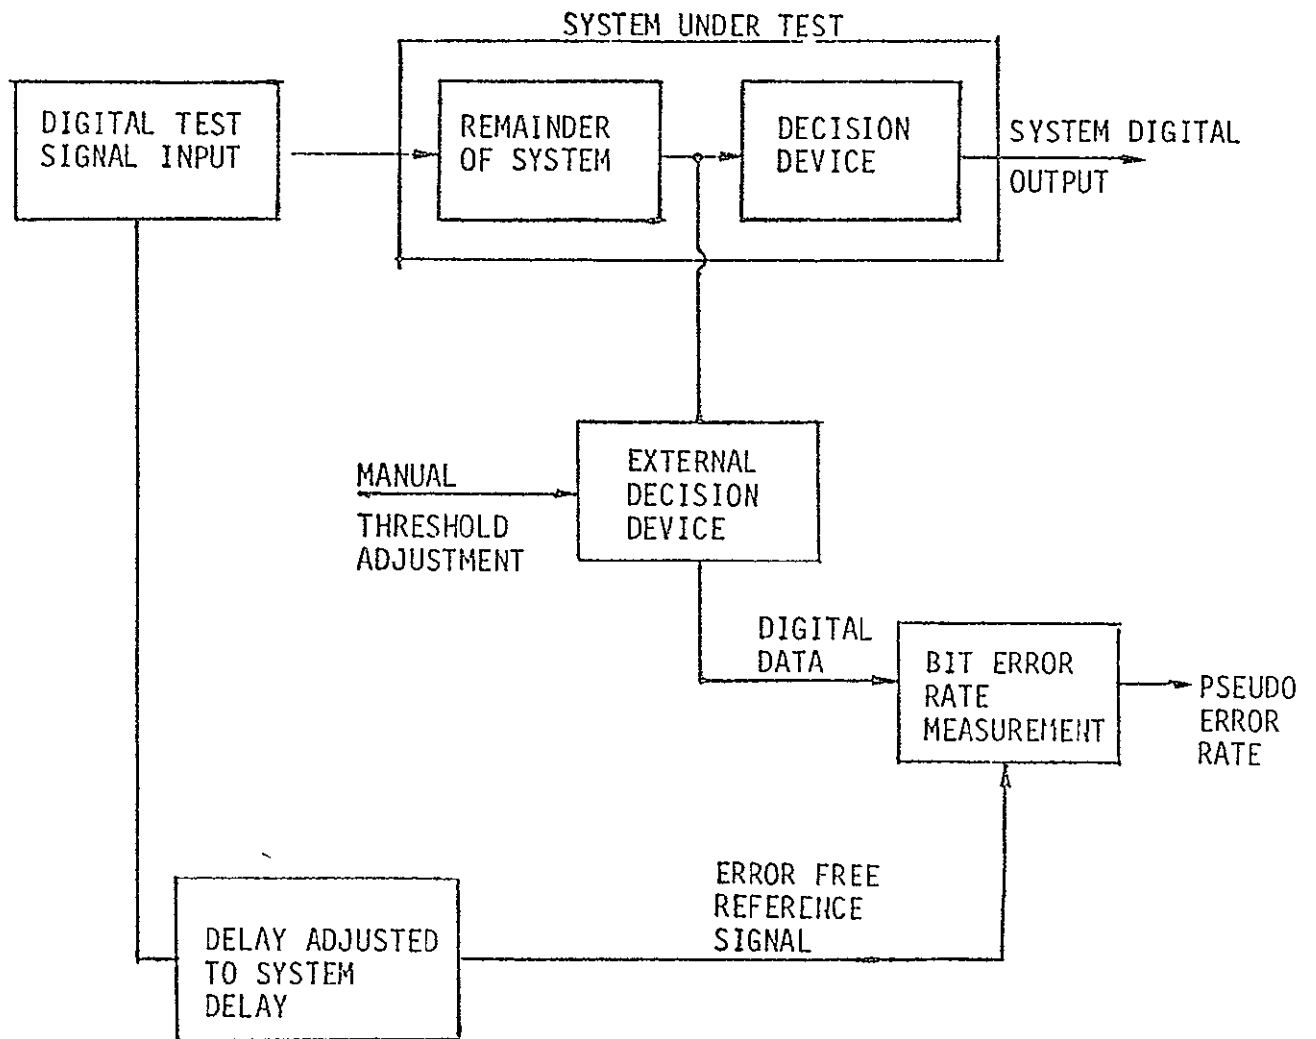 SYSTEM UNDER TEST
DIGITAL TEST
SIGNAL INPUT
REMAINDER
OF SYSTEM
DECISION
DEVICE
SYSTEM DIGITAL
OUTPUT
MANUAL
THRESHOLD
ADJUSTMENT
EXTERNAL
DECISION
DEVICE
DIGITAL
DATA
BIT ERROR
RATE
MEASUREMENT
PSEUDO
ERROR
RATE
ERROR FREE
REFERENCE
SIGNAL
DELAY ADJUSTED
TO SYSTEM
DELAY